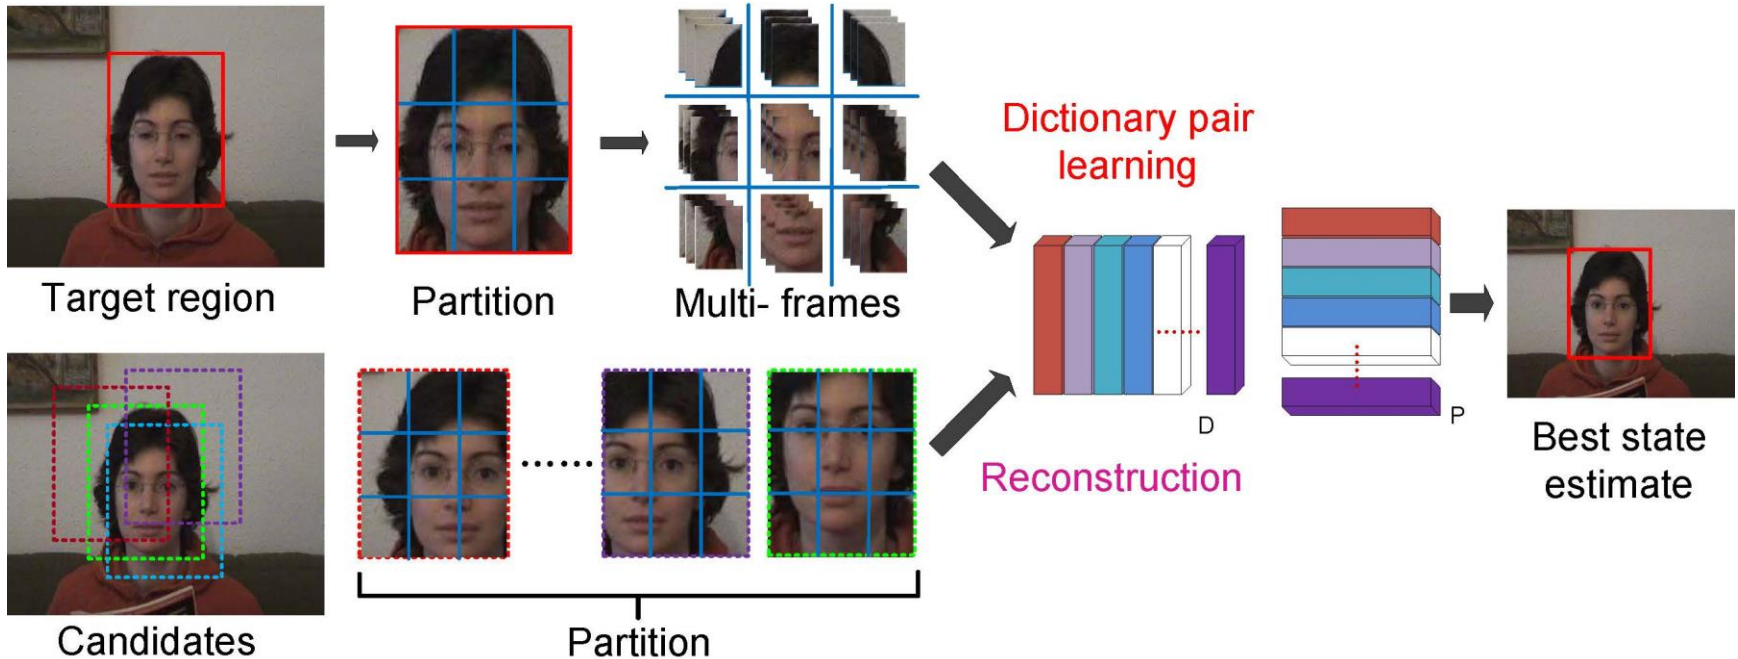 Target region
Partition
Multi- frames
Dictionary pair
learning
D
P
Reconstruction
Best state
estimate
Candidates
Partition